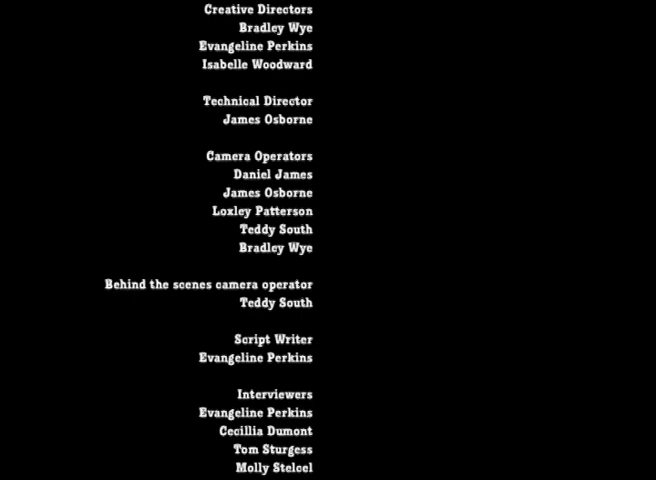 Creative Directors
Bradley Wye
Evangeline Perkins
Isabelle Woodward
Technical Director
James Osborne
Camera Operators
Daniel James
James Osborne
Loxley Patterson
Teddy South
Bradley Wye
Behind the scenes camera operator
Teddy South
Script Writer
Evangeline Perkins
Interviewers
Evangeline Perkins
Cecillia Dumont
Tom Sturgess
Molly Stelcel